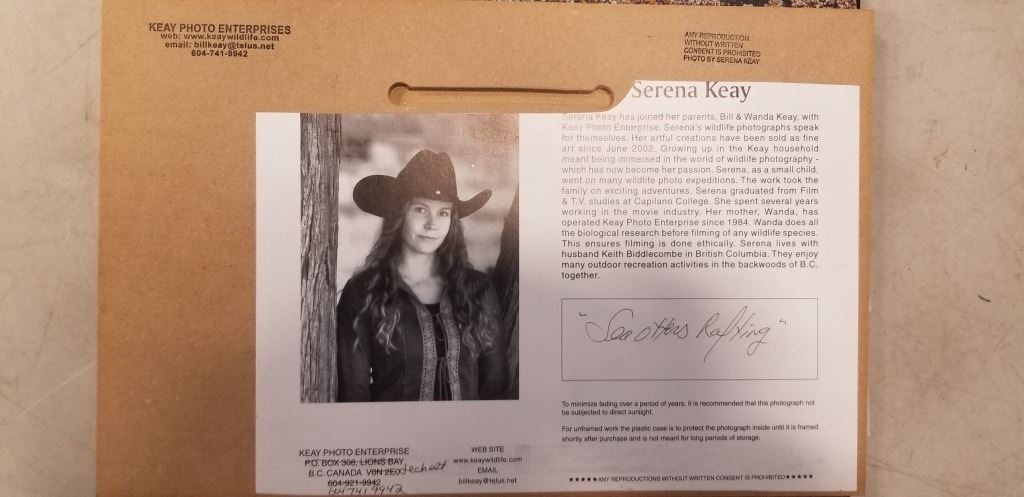 KEAY PHOTO ENTERPRISES
web: www.keaywildlife.com
email: billkeay@telus.net
604-741-9942
ANY REPRODUCTION
WITHOUT WRITTEN
CONSENT IS PROHIBITED
PHOTO BY SERENA KEAY
Serena Keay
Serena Keay has joined her parents, Bill & Wanda Keay, with
Keay Photo Enterprise. Serena's wildlife photographs speak
for themselves. Her artful creations have been sold as fine
art since June 2002. Growing up in the Keay household
meant being immersed in the world of wildlife photography -
which has now become her passion. Serena, as a small child,
went on many wildlife photo expeditions. The work took the
family on exciting adventures. Serena graduated from Film
& T.V. studies at Capilano College. She spent several years
working in the movie industry. Her mother, Wanda, has
operated Keay Photo Enterprise since 1984. Wanda does all
the biological research before filming of any wildlife species.
This ensures filming is done ethically. Serena lives with
husband Keith Biddlecombe in British Columbia. They enjoy
many outdoor recreation activities in the backwoods of B.C.
together.
"Sea otters Rafting"
To minimize fading over a period of years, it is recommended that this photograph not
be subjected to direct sunlight.
For unframed work the plastic case is to protect the photograph inside until it is framed
shortly after purchase and is not meant for long periods of storage.
KEAY PHOTO ENTERPRISE
P.O. BOX 306, LIONS BAY,
B.C. CANADA V0N 2E0 Sechelt
604-921-9942
604 741 9942
WEB SITE
www.keaywildlife.com
EMAIL
billkeay@telus.net
★★★★★ANY REPRODUCTIONS WITHOUT WRITTEN CONSENT IS PROHIBITED★★★★★